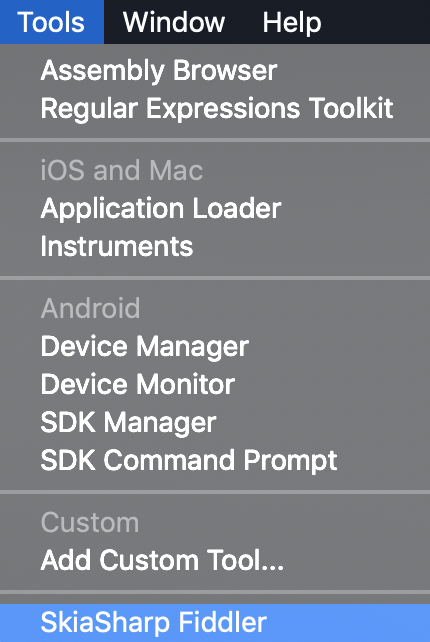 Tools Window Help
Assembly Browser
Regular Expressions Toolkit
iOS and Mac
Application Loader
Instruments
Android
Device Manager
Device Monitor
SDK Manager
SDK Command Prompt
Custom
Add Custom Tool...
SkiaSharp Fiddler